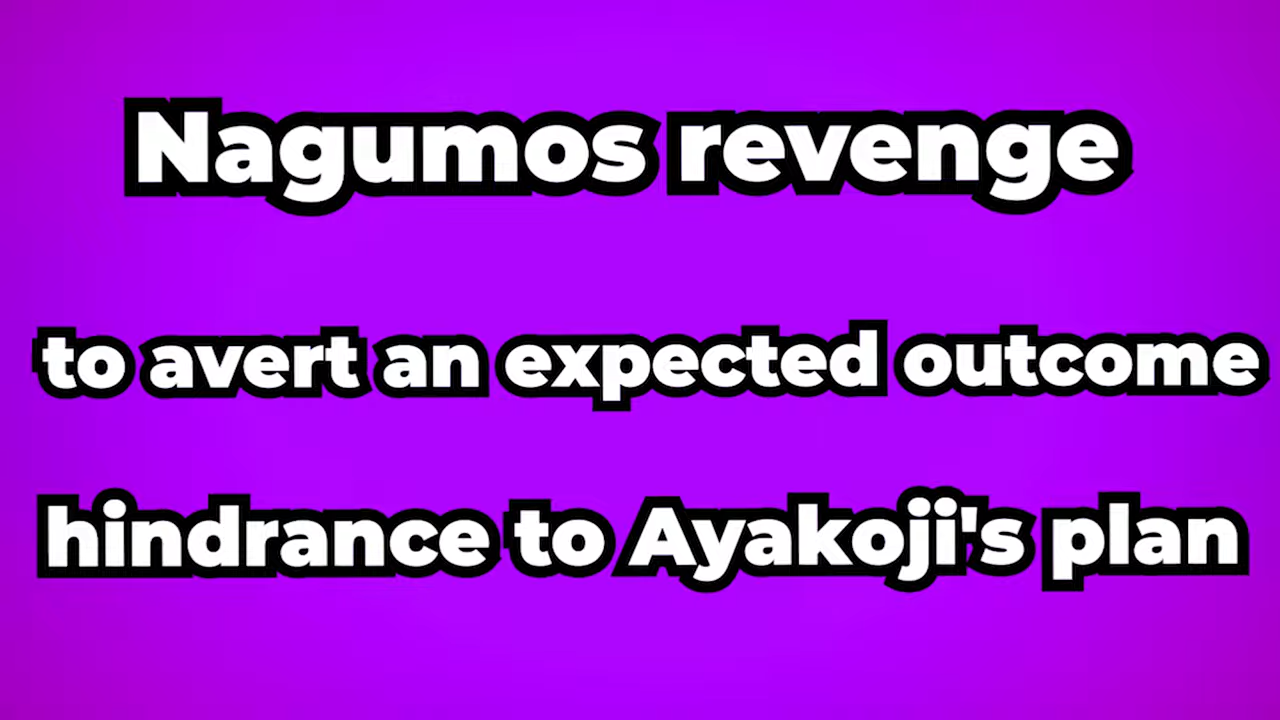 Nagumos revenge
to avert an expected outcome
hindrance to Ayakoji's plan